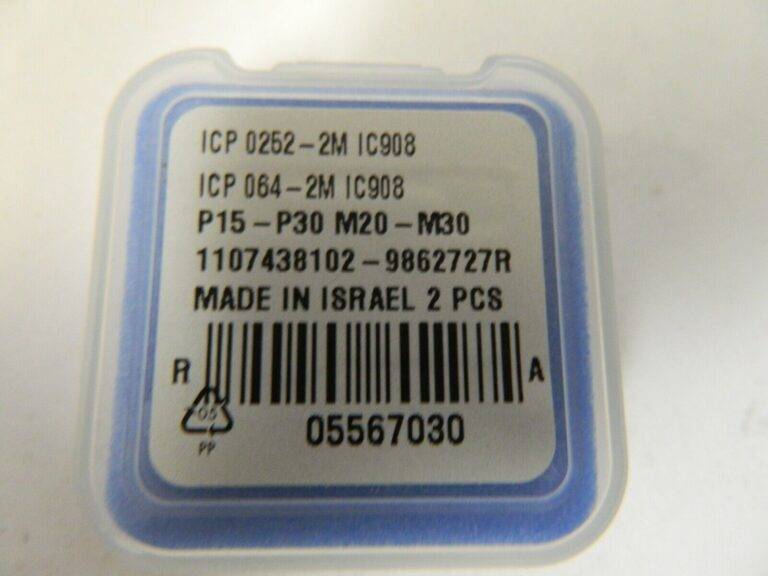 ICP 0252-2M IC908
ICP 064-2M IC908
P15-P30 M20-M30
1107438102-9862727R
MADE IN ISRAEL 2 PCS
R A
05
PP
05567030